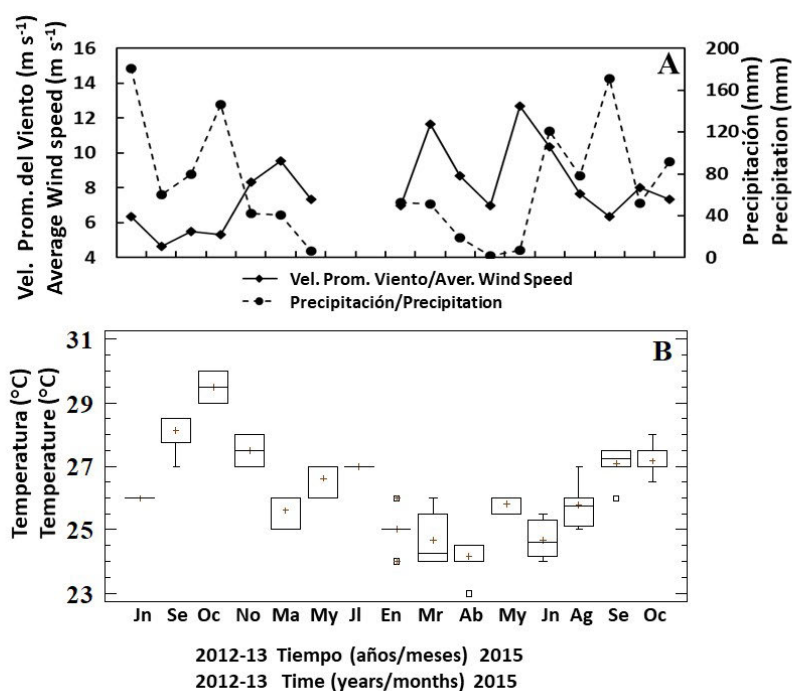 Vel. Prom. del Viento (m s⁻¹)
Average Wind speed (m s⁻¹)
16
14
12
10
8
6
4
A
200
160
120
80
40
0
Precipitación (mm)
Precipitation (mm)
Vel. Prom. Viento/Aver. Wind Speed
Precipitación/Precipitation
Temperatura (°C)
Temperature (°C)
31
29
27
25
23
B
Jn Se Oc No Ma My Jl En Mr Ab My Jn Ag Se Oc
2012-13 Tiempo (años/meses) 2015
2012-13 Time (years/months) 2015